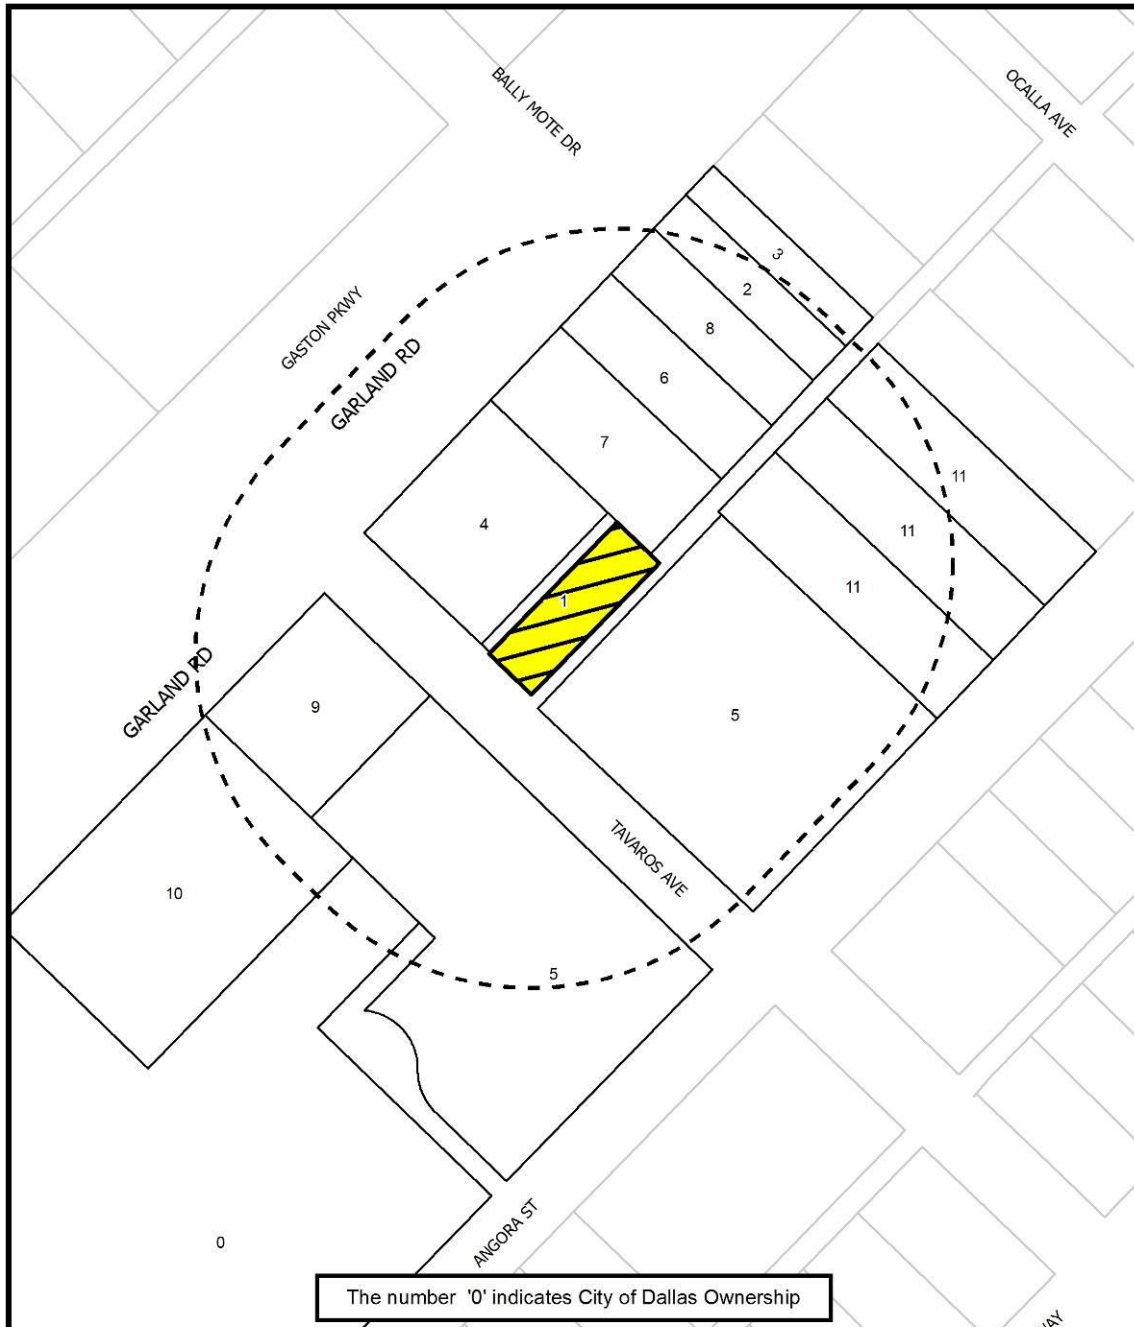 BALLY MOTE DR
OCALLA AVE
3
2
GASTON PKWY
8
GARLAND RD
6
7
11
4
11
11
1
GARLAND RD
9
5
TAVAROS AVE
10
5
ANGORA ST
0
The number '0' indicates City of Dallas Ownership